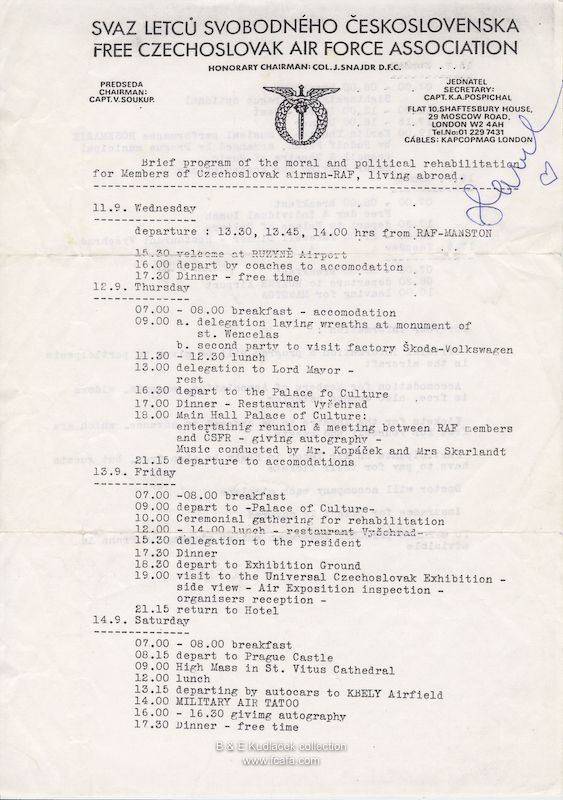 SVAZ LETCŮ SVOBODNÉHO ČESKOSLOVENSKA
FREE CZECHOSLOVAK AIR FORCE ASSOCIATION
HONORARY CHAIRMAN: COL. J. SNAJDR D.F.C.
PŘEDSEDA
CHAIRMAN:
CAPT. V. SOUKUP.
JEDNATEL
SECRETARY:
CAPT. K.A. POSPICHAL
FLAT 10, SHAFTESBURY HOUSE,
29 MOSCOW ROAD,
LONDON W2 4AH
Tel.No: 01 229 7431
CÁBLES: KAPCOPMAG LONDON
Brief program of the moral and political rehabilitation
for Members of Czechoslovak airmsn-RAF, living abroad.
11.9. Wednesday
departure : 13.30, 13.45, 14.00 hrs from RAF-MANSTON
15.30 velcome at RUZYNĚ Airport
16.00 depart by coaches to accomodation
17.30 Dinner - free time
12.9. Thursday
07.00 - 08.00 breakfast - accomodation
09.00 a. delegation laving wreaths at monument of
st. Wencelas
b. second party to visit factory Škoda-Volkswagen
11.30 - 12.30 lunch
13.00 delegation to Lord Mayor -
rest
16.30 depart to the Palace fo Culture
17.00 Dinner - Restaurant Vyšehrad
18.00 Main Hall Palace of Culture:
entertainig reunion & meeting between RAF members
and ČSFR - giving autography -
Music conducted by Mr. Kopáček and Mrs Skarlandt
21.15 departure to accomodations
13.9. Friday
07.00 -08.00 breakfast
09.00 depart to -Palace of Culture-
10.00 Ceremonial gathering for rehabilitation
12.00 - 14.00 lunch - restaurant Vyšehrad-
15.30 delegation to the president
17.30 Dinner
18.30 depart to Exhibition Ground
19.00 visit to the Universal Czechoslovak Exhibition -
side view - Air Exposition inspection -
organisers reception -
21.15 return to Hotel
14.9. Saturday
07.00 - 08.00 breakfast
08.15 depart to Prague Castle
09.00 High Mass in St. Vitus Cathedral
12.00 lunch
13.15 departing by autocars to KBELY Airfield
14.00 MILITARY AIR TATOO
16.00 - 16.30 givimg autography
17.30 Dinner - free time
B & E Kudláček collection
www.fcafa.com